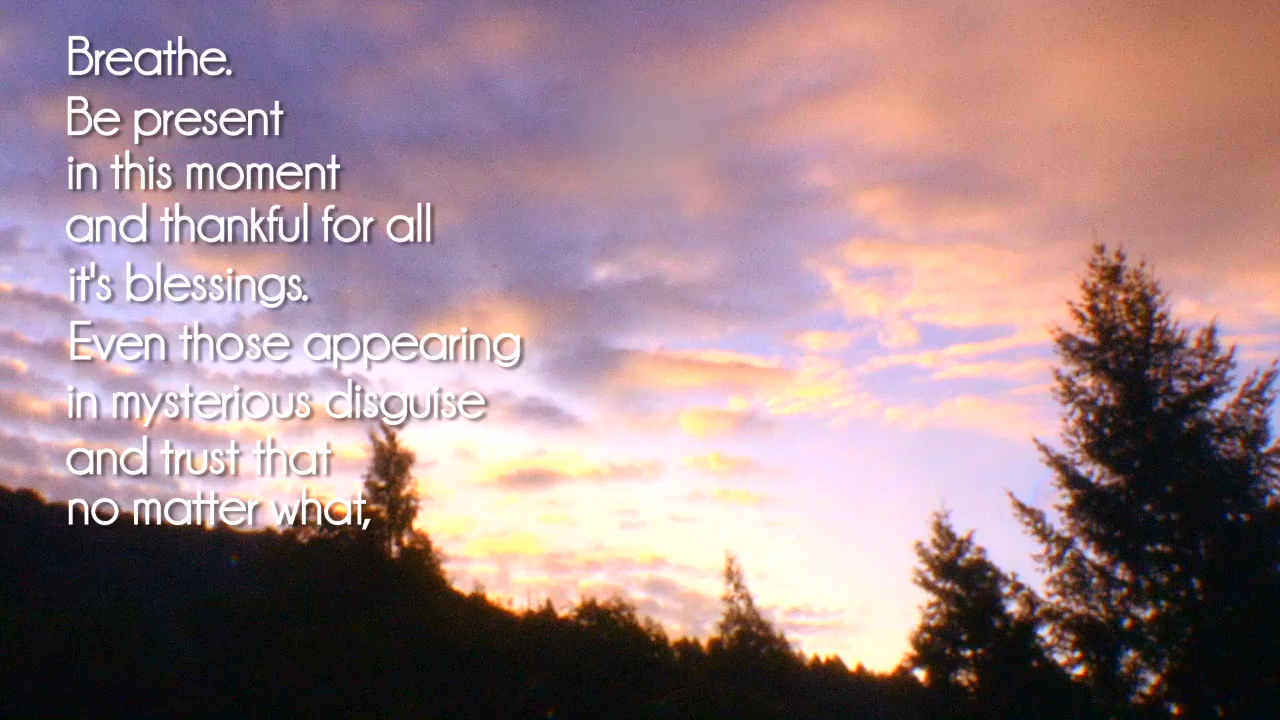 Breathe.
Be present
in this moment
and thankful for all
it's blessings.
Even those appearing
in mysterious disguise
and trust that
no matter what,